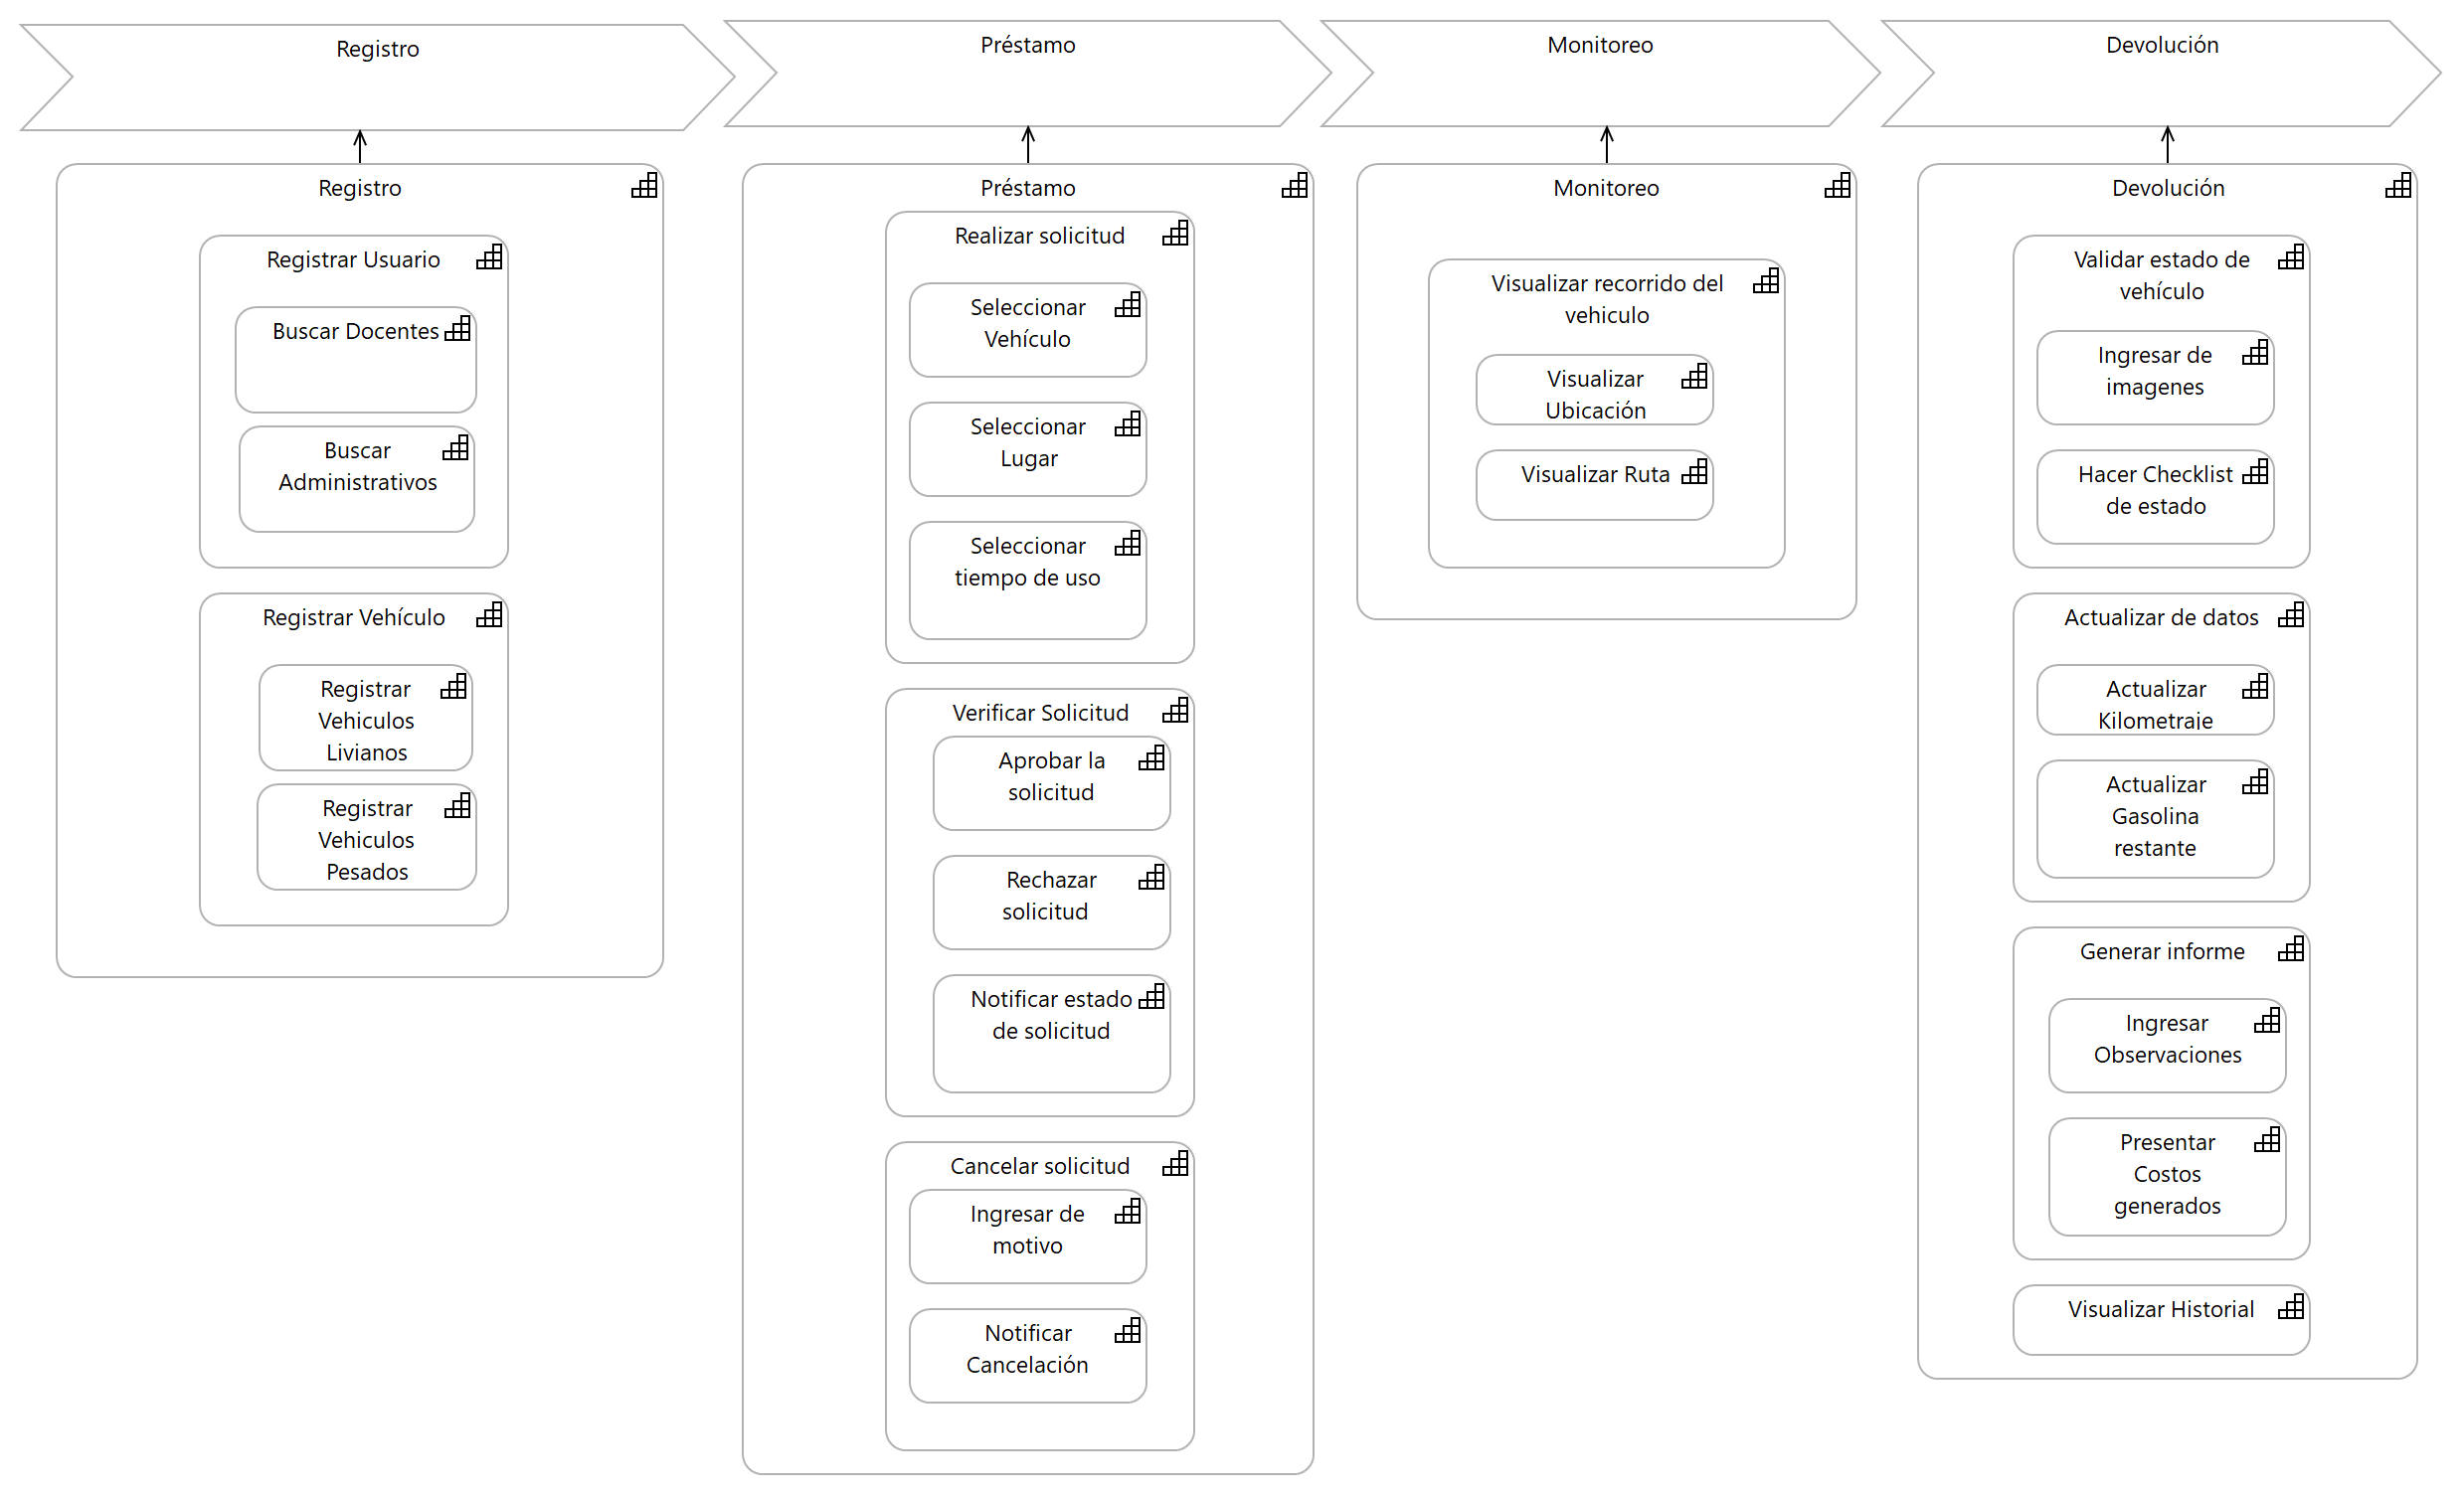 Registro
Préstamo
Monitoreo
Devolución
Registro
Registrar Usuario
Buscar Docentes
Buscar
Administrativos
Registrar Vehículo
Registrar
Vehiculos
Livianos
Registrar
Vehiculos
Pesados
Préstamo
Realizar solicitud
Seleccionar
Vehículo
Seleccionar
Lugar
Seleccionar
tiempo de uso
Verificar Solicitud
Aprobar la
solicitud
Rechazar
solicitud
Notificar estado
de solicitud
Cancelar solicitud
Ingresar de
motivo
Notificar
Cancelación
Monitoreo
Visualizar recorrido del
vehiculo
Visualizar
Ubicación
Visualizar Ruta
Devolución
Validar estado de
vehículo
Ingresar de
imagenes
Hacer Checklist
de estado
Actualizar de datos
Actualizar
Kilometraje
Actualizar
Gasolina
restante
Generar informe
Ingresar
Observaciones
Presentar
Costos
generados
Visualizar Historial